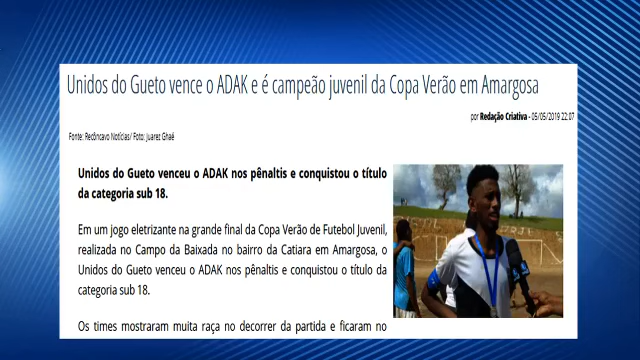 Unidos do Gueto vence o ADAK e é campeão juvenil da Copa Verão em Amargosa
por Redação Criativa - 05/05/2019 22:07
Fonte: Recôncavo Notícias/ Foto: Juarez Ghaé
Unidos do Gueto venceu o ADAK nos pênaltis e conquistou o título
da categoria sub 18.
Em um jogo eletrizante na grande final da Copa Verão de Futebol Juvenil,
realizada no Campo da Baixada no bairro da Catiara em Amargosa, o
Unidos do Gueto venceu o ADAK nos pênaltis e conquistou o título da
categoria sub 18.
Os times mostraram muita raça no decorrer da partida e ficaram no